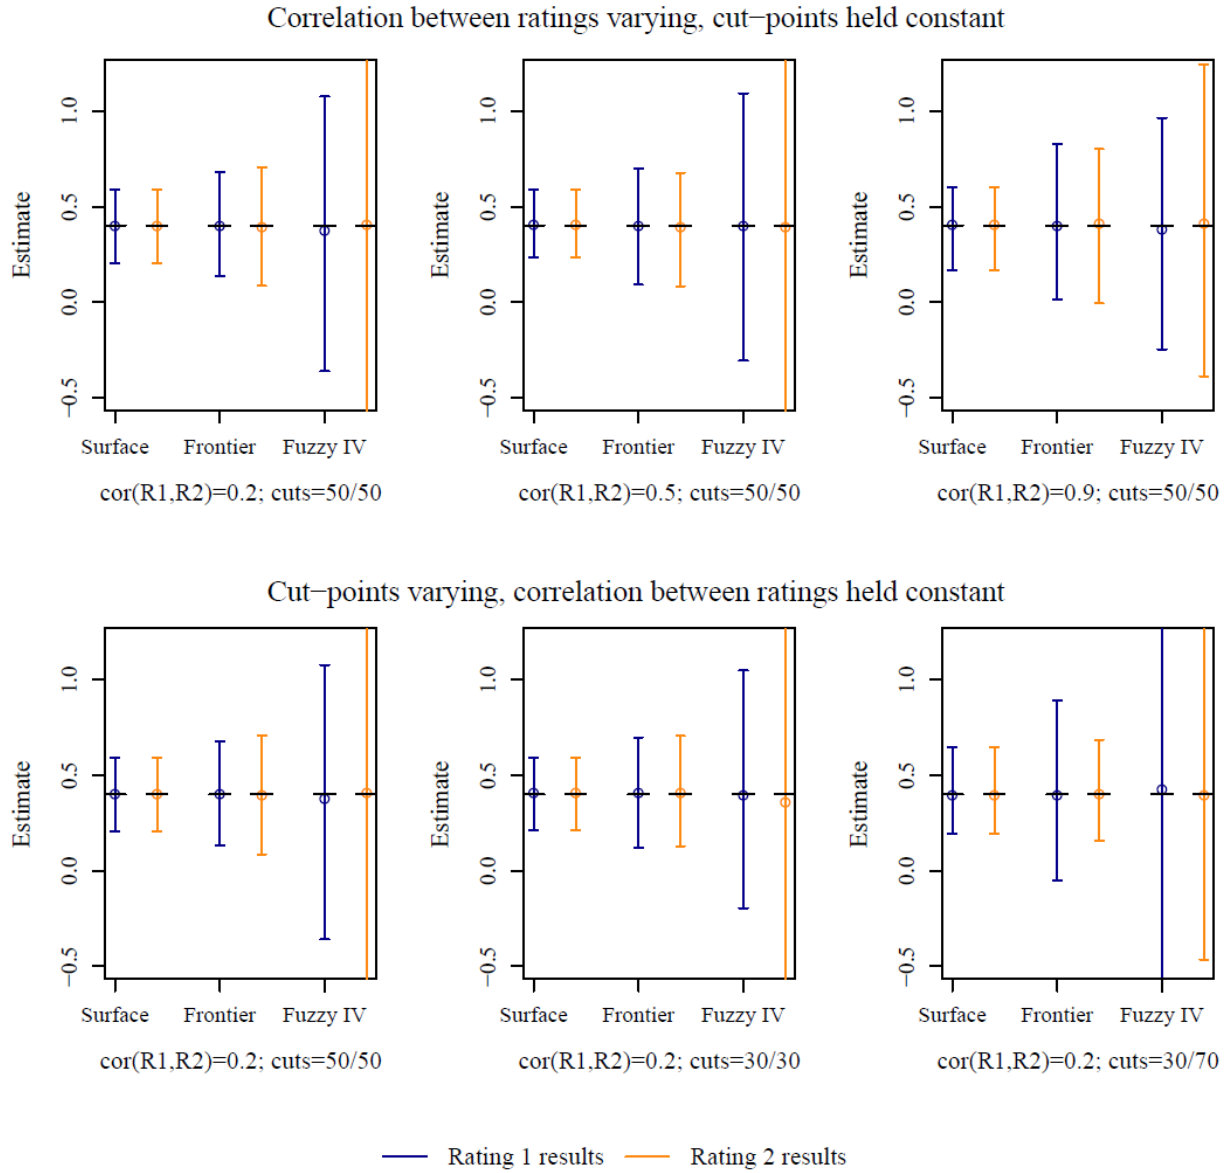 Correlation between ratings varying, cut−points held constant
Estimate
1.0
0.5
0.0
−0.5
Surface Frontier Fuzzy IV
cor(R1,R2)=0.2; cuts=50/50
Estimate
1.0
0.5
0.0
−0.5
Surface Frontier Fuzzy IV
cor(R1,R2)=0.5; cuts=50/50
Estimate
1.0
0.5
0.0
−0.5
Surface Frontier Fuzzy IV
cor(R1,R2)=0.9; cuts=50/50
Cut−points varying, correlation between ratings held constant
Estimate
1.0
0.5
0.0
−0.5
Surface Frontier Fuzzy IV
cor(R1,R2)=0.2; cuts=50/50
Estimate
1.0
0.5
0.0
−0.5
Surface Frontier Fuzzy IV
cor(R1,R2)=0.2; cuts=30/30
Estimate
1.0
0.5
0.0
−0.5
Surface Frontier Fuzzy IV
cor(R1,R2)=0.2; cuts=30/70
Rating 1 results Rating 2 results